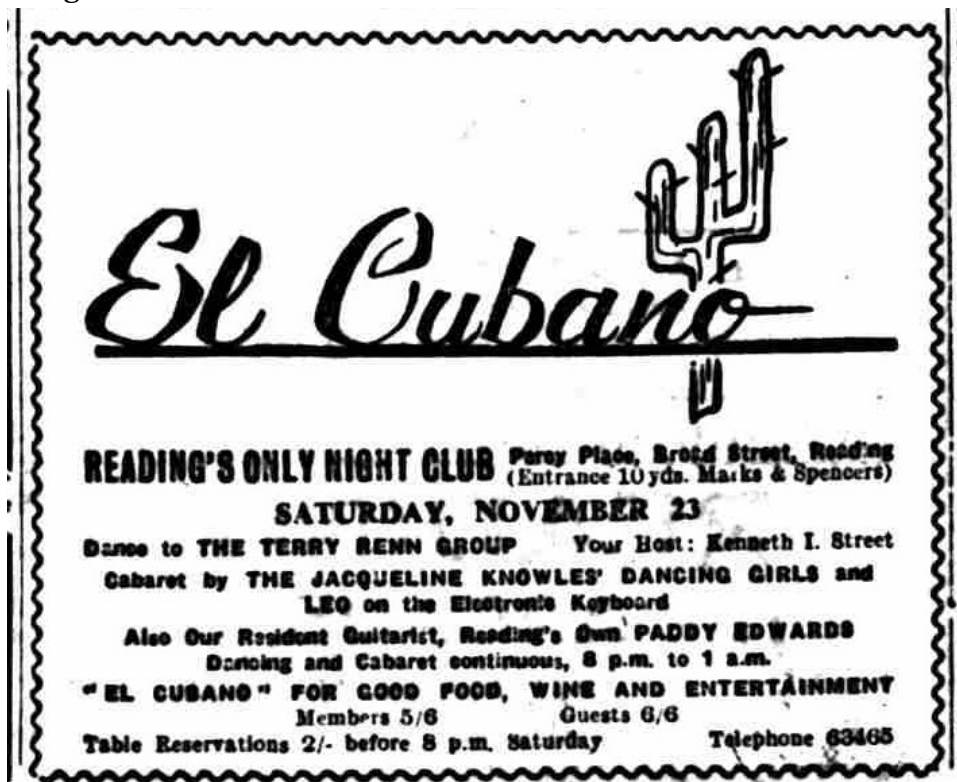 El Cubano
READING'S ONLY NIGHT CLUB Percy Place, Broad Street, Reading
(Entrance 10 yds. Marks & Spencers)
SATURDAY, NOVEMBER 23
Dance to THE TERRY RENN GROUP Your Host: Kenneth I. Street
Cabaret by THE JACQUELINE KNOWLES' DANCING GIRLS and
LEO on the Electronic Keyboard
Also Our Resident Guitarist, Reading's Own PADDY EDWARDS
Dancing and Cabaret continuous, 8 p.m. to 1 a.m.
"EL CUBANO" FOR GOOD FOOD, WINE AND ENTERTAINMENT
Members 5/6 Guests 6/6
Table Reservations 2/- before 8 p.m. Saturday Telephone 63465